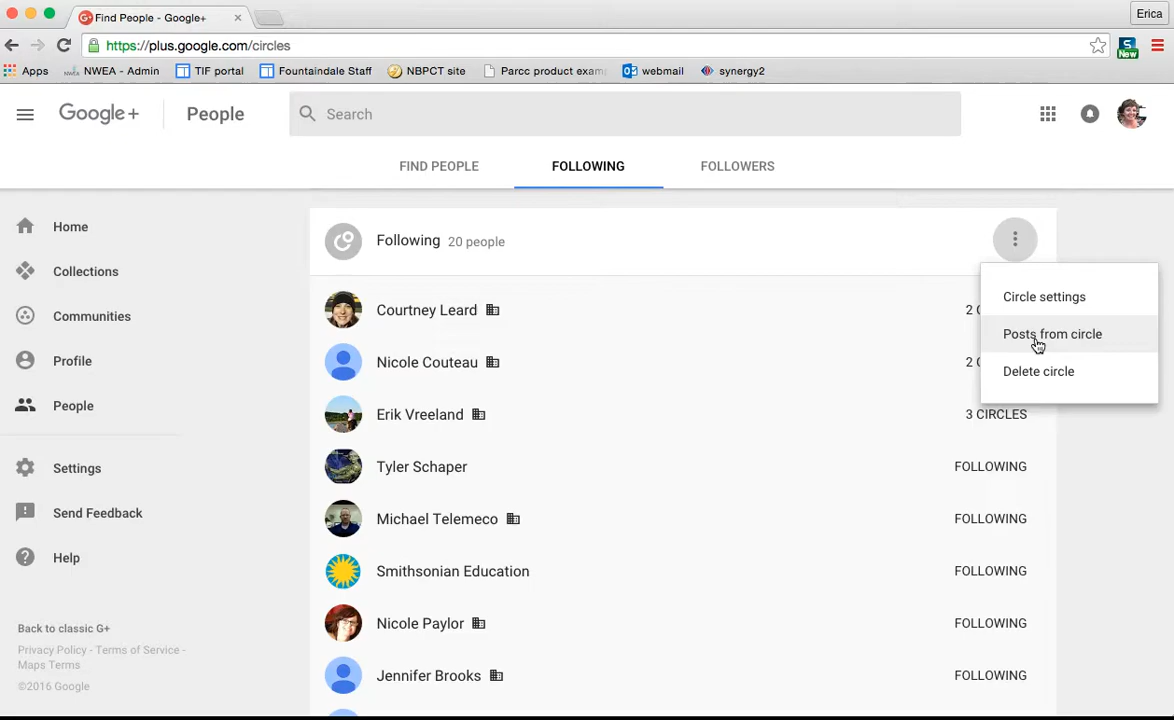 Find People - Google+
Erica
https://plus.google.com/circles
New
Apps NWEA - Admin TIF portal Fountaindale Staff NBPCT site Parcc product exam webmail synergy2
Google+ People Search
FIND PEOPLE FOLLOWING FOLLOWERS
Home
Collections
Communities
Profile
People
Settings
Send Feedback
Help
Back to classic G+
Privacy Policy - Terms of Service -
Maps Terms
©2016 Google
Following 20 people
Courtney Leard 2 C
Nicole Couteau 2 C
Erik Vreeland 3 CIRCLES
Tyler Schaper FOLLOWING
Michael Telemeco FOLLOWING
Smithsonian Education FOLLOWING
Nicole Paylor FOLLOWING
Jennifer Brooks FOLLOWING
Circle settings
Posts from circle
Delete circle